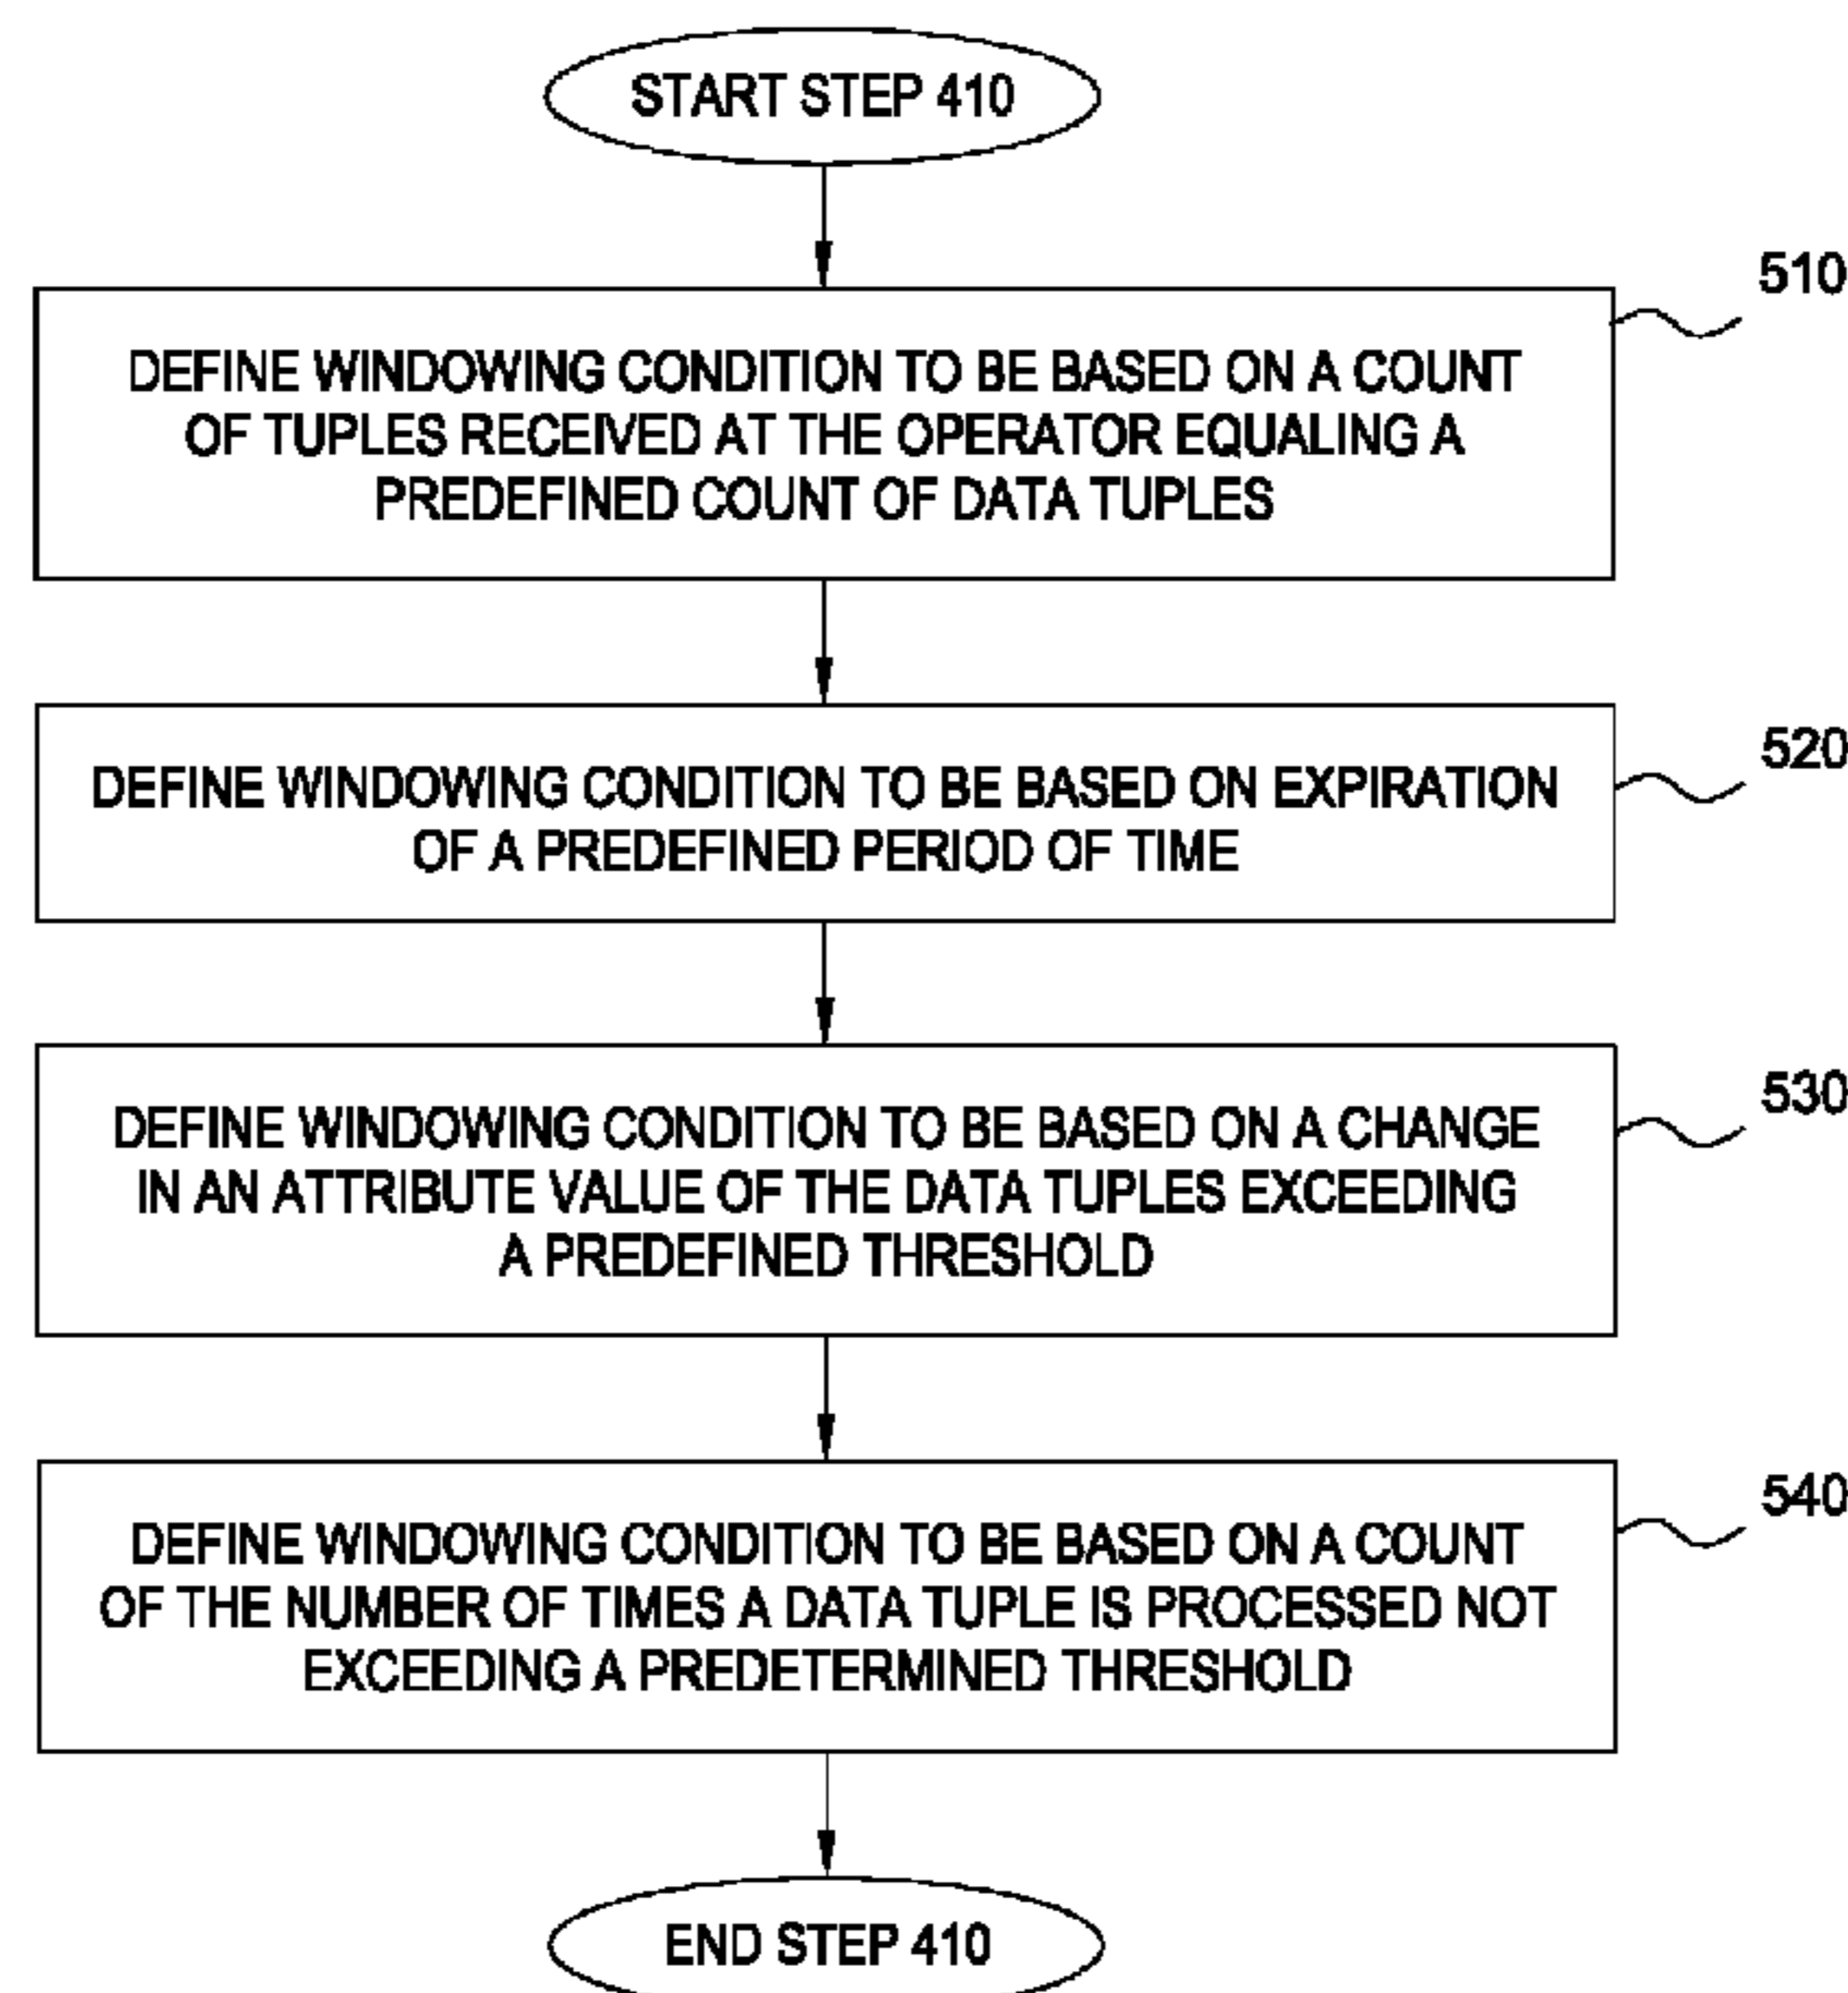 START STEP 410
510
DEFINE WINDOWING CONDITION TO BE BASED ON A COUNT
OF TUPLES RECEIVED AT THE OPERATOR EQUALING A
PREDEFINED COUNT OF DATA TUPLES
520
DEFINE WINDOWING CONDITION TO BE BASED ON EXPIRATION
OF A PREDEFINED PERIOD OF TIME
530
DEFINE WINDOWING CONDITION TO BE BASED ON A CHANGE
IN AN ATTRIBUTE VALUE OF THE DATA TUPLES EXCEEDING
A PREDEFINED THRESHOLD
540
DEFINE WINDOWING CONDITION TO BE BASED ON A COUNT
OF THE NUMBER OF TIMES A DATA TUPLE IS PROCESSED NOT
EXCEEDING A PREDETERMINED THRESHOLD
END STEP 410